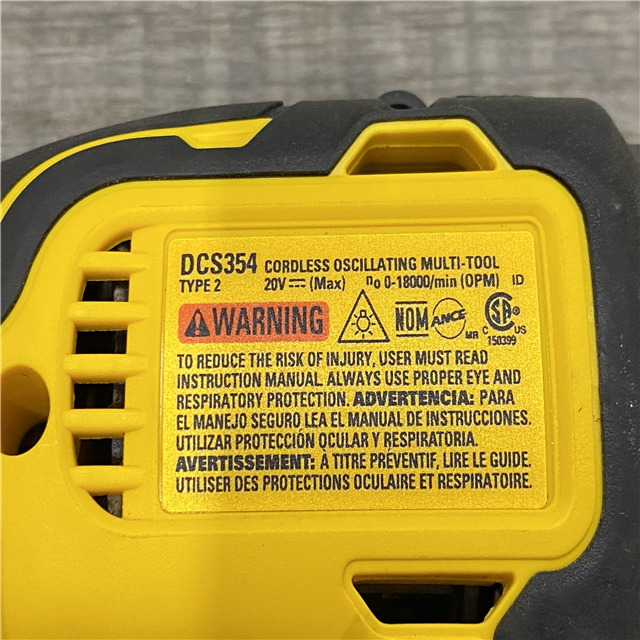 DCS354 CORDLESS OSCILLATING MULTI-TOOL
TYPE 2 20V ⎓ (Max) n₀ 0-18000/min (OPM) ID
WARNING NOM ANCE MR C SA ® US
150399
TO REDUCE THE RISK OF INJURY, USER MUST READ
INSTRUCTION MANUAL. ALWAYS USE PROPER EYE AND
RESPIRATORY PROTECTION. ADVERTENCIA: PARA
EL MANEJO SEGURO LEA EL MANUAL DE INSTRUCCIONES.
UTILIZAR PROTECCIÓN OCULAR Y RESPIRATORIA.
AVERTISSEMENT: À TITRE PRÉVENTIF, LIRE LE GUIDE.
UTILISER DES PROTECTIONS OCULAIRE ET RESPIRATOIRE.